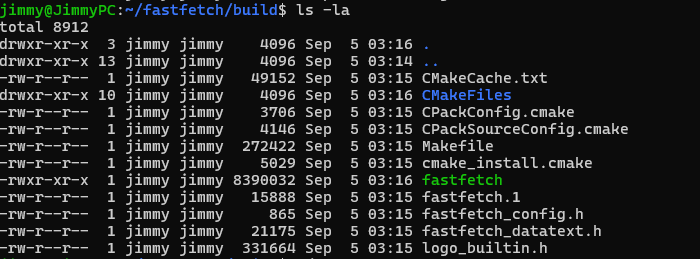 jimmy@JimmyPC:~/fastfetch/build$ ls -la
total 8912
drwxr-xr-x  3 jimmy jimmy    4096 Sep  5 03:16 .
drwxr-xr-x 13 jimmy jimmy    4096 Sep  5 03:14 ..
-rw-r--r--  1 jimmy jimmy   49152 Sep  5 03:15 CMakeCache.txt
drwxr-xr-x 10 jimmy jimmy    4096 Sep  5 03:16 CMakeFiles
-rw-r--r--  1 jimmy jimmy    3706 Sep  5 03:15 CPackConfig.cmake
-rw-r--r--  1 jimmy jimmy    4146 Sep  5 03:15 CPackSourceConfig.cmake
-rw-r--r--  1 jimmy jimmy  272422 Sep  5 03:15 Makefile
-rw-r--r--  1 jimmy jimmy    5029 Sep  5 03:15 cmake_install.cmake
-rwxr-xr-x  1 jimmy jimmy 8390032 Sep  5 03:16 fastfetch
-rw-r--r--  1 jimmy jimmy   15888 Sep  5 03:15 fastfetch.1
-rw-r--r--  1 jimmy jimmy     865 Sep  5 03:15 fastfetch_config.h
-rw-r--r--  1 jimmy jimmy   21175 Sep  5 03:15 fastfetch_datatext.h
-rw-r--r--  1 jimmy jimmy  331664 Sep  5 03:15 logo_builtin.h